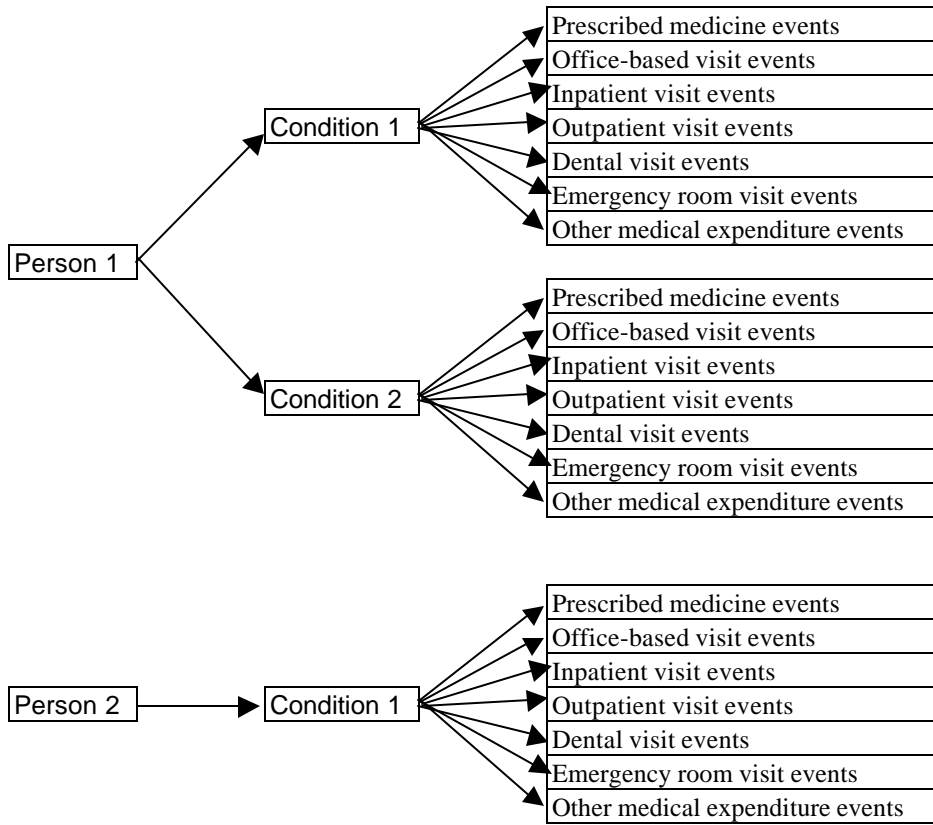 Prescribed medicine events
Office-based visit events
Inpatient visit events
Condition 1
Outpatient visit events
Dental visit events
Emergency room visit events
Other medical expenditure events
Person 1
Prescribed medicine events
Office-based visit events
Inpatient visit events
Condition 2
Outpatient visit events
Dental visit events
Emergency room visit events
Other medical expenditure events
Prescribed medicine events
Office-based visit events
Inpatient visit events
Person 2
Condition 1
Outpatient visit events
Dental visit events
Emergency room visit events
Other medical expenditure events